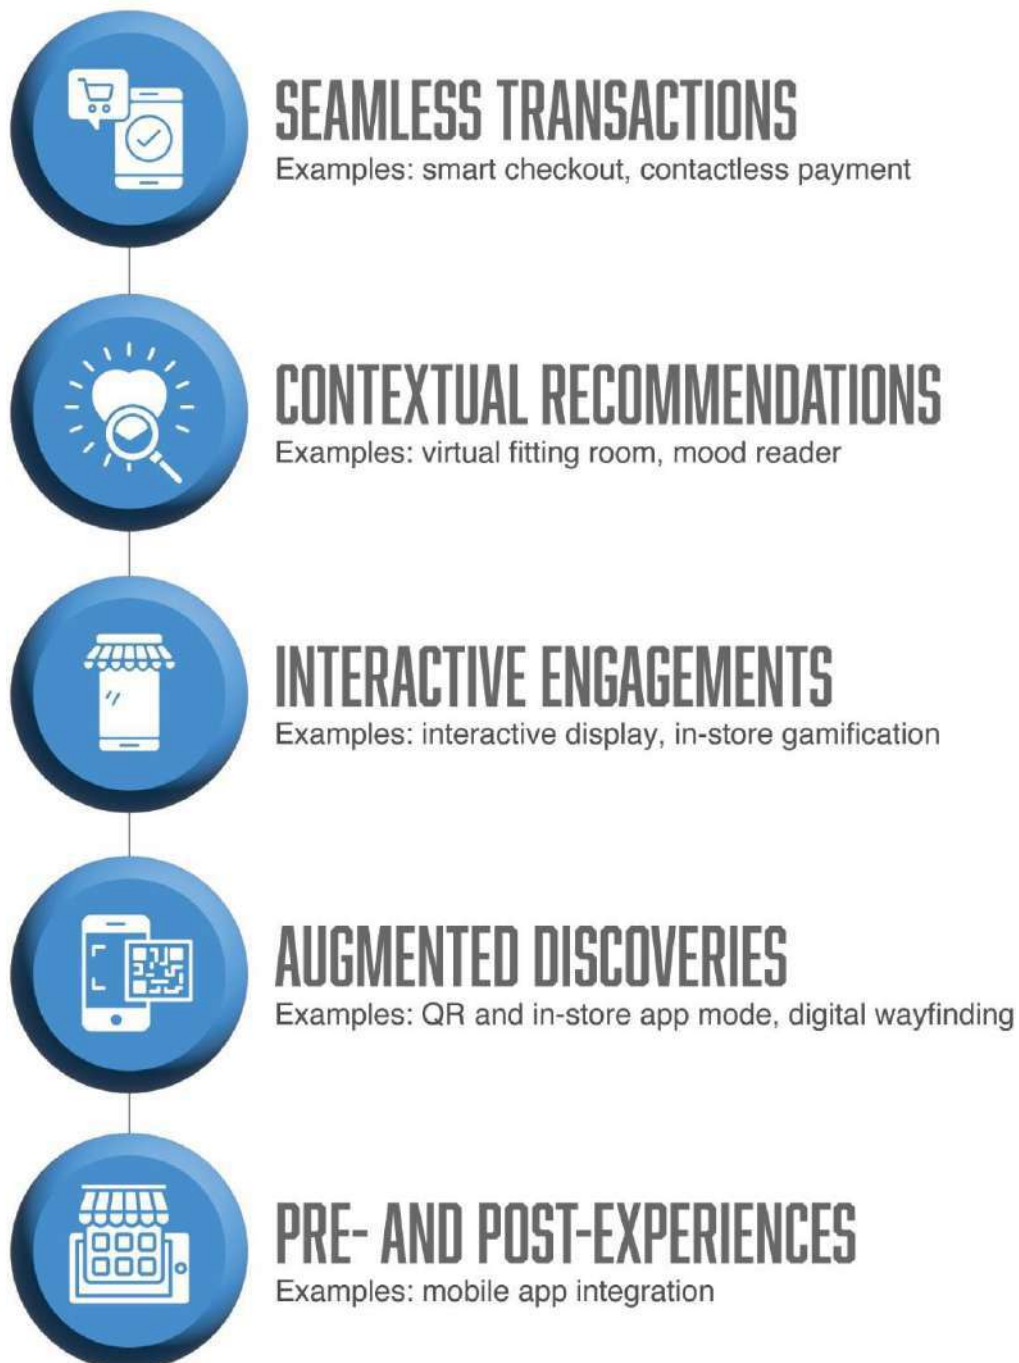 SEAMLESS TRANSACTIONS
Examples: smart checkout, contactless payment
CONTEXTUAL RECOMMENDATIONS
Examples: virtual fitting room, mood reader
INTERACTIVE ENGAGEMENTS
Examples: interactive display, in-store gamification
AUGMENTED DISCOVERIES
Examples: QR and in-store app mode, digital wayfinding
PRE- AND POST-EXPERIENCES
Examples: mobile app integration